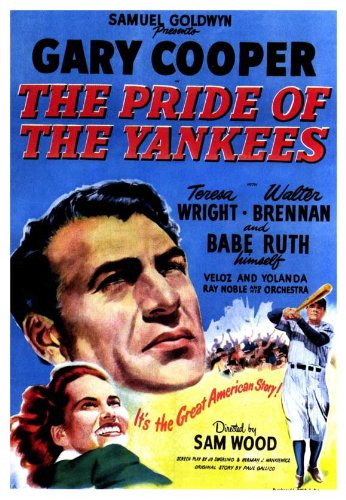 SAMUEL GOLDWYN
Presents
GARY COOPER
in
THE PRIDE OF
THE YANKEES
with
Teresa Walter
WRIGHT · BRENNAN
and
BABE RUTH
himself
VELOZ AND YOLANDA
RAY NOBLE AND HIS ORCHESTRA
It's the Great American Story!
Directed by
SAM WOOD
SCREEN PLAY BY JO SWERLING AND HERMAN J. MANKIEWICZ
ORIGINAL STORY BY PAUL GALLICO